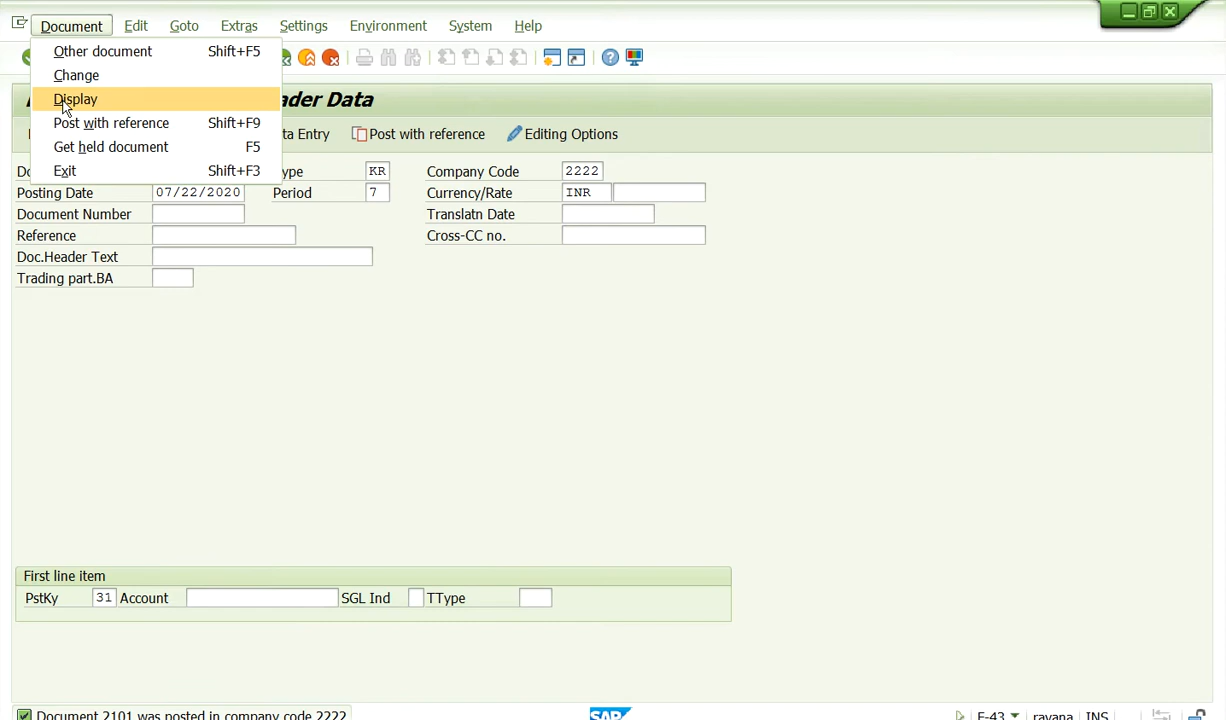 Document Edit Goto Extras Settings Environment System Help
Other document Shift+F5
Change
Display
Post with reference Shift+F9
Get held document F5
Exit Shift+F3
ader Data
ta Entry Post with reference Editing Options
Do ype KR Company Code 2222
Posting Date 07/22/2020 Period 7 Currency/Rate INR
Document Number Translatn Date
Reference Cross-CC no.
Doc.Header Text
Trading part.BA
First line item
PstKy 31 Account SGL Ind TType
Document 2101 was posted in company code 2222 SAP F-43 ravana INS